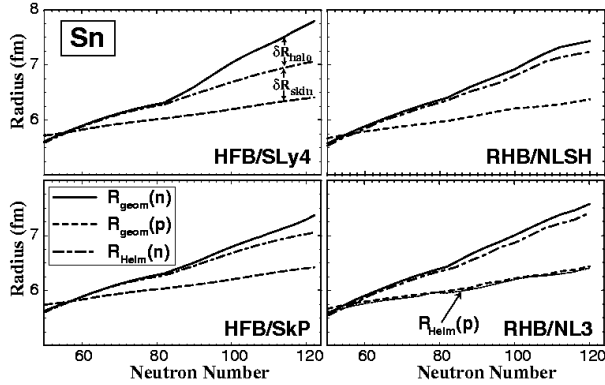 Sn
8
7
6
Radius (fm)
δR_halo
δR_skin
HFB/SLy4
RHB/NLSH
R_geom(n)
R_geom(p)
R_Helm(n)
7
6
Radius (fm)
HFB/SkP
R_Helm(p)
RHB/NL3
60 80 100 120
60 80 100 120
Neutron Number
Neutron Number